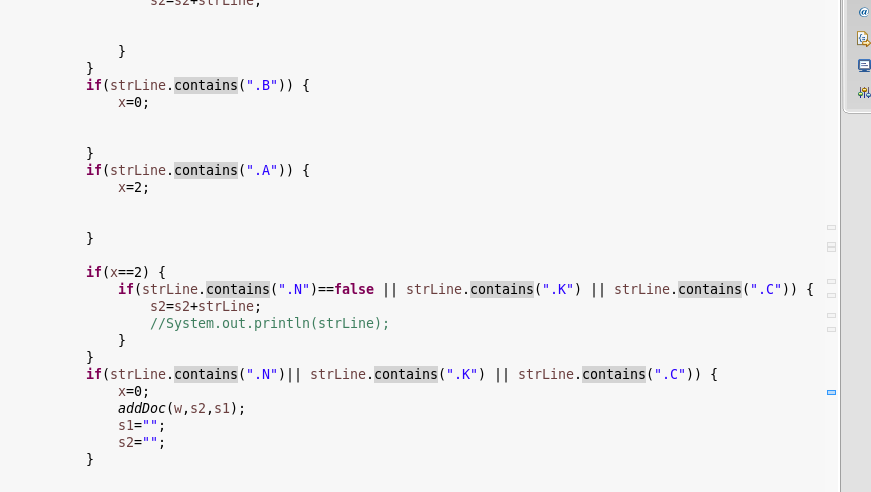 s2=s2+strLine;
}
}
if(strLine.contains(".B")) {
x=0;
}
if(strLine.contains(".A")) {
x=2;
}
if(x==2) {
if(strLine.contains(".N")==false || strLine.contains(".K") || strLine.contains(".C")) {
s2=s2+strLine;
//System.out.println(strLine);
}
}
if(strLine.contains(".N")|| strLine.contains(".K") || strLine.contains(".C")) {
x=0;
addDoc(w,s2,s1);
s1="";
s2="";
}